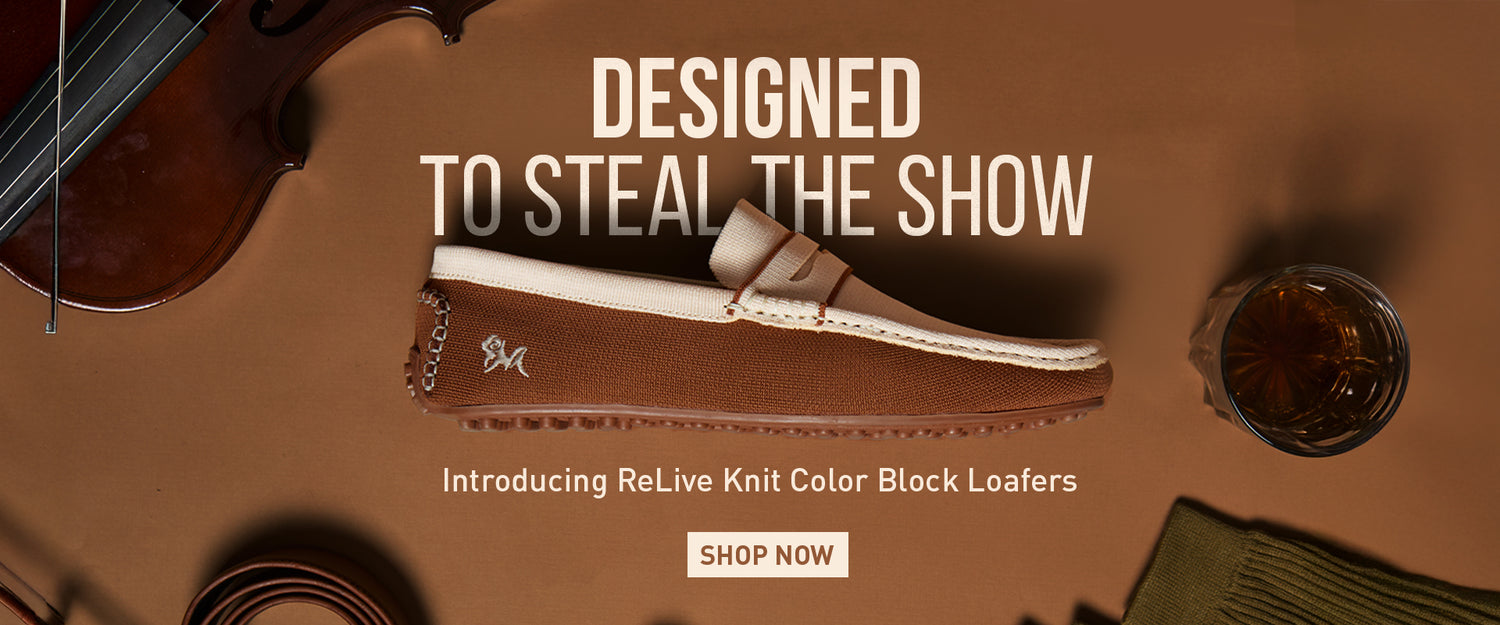 DESIGNED
TO STEAL THE SHOW
Introducing ReLive Knit Color Block Loafers
SHOP NOW